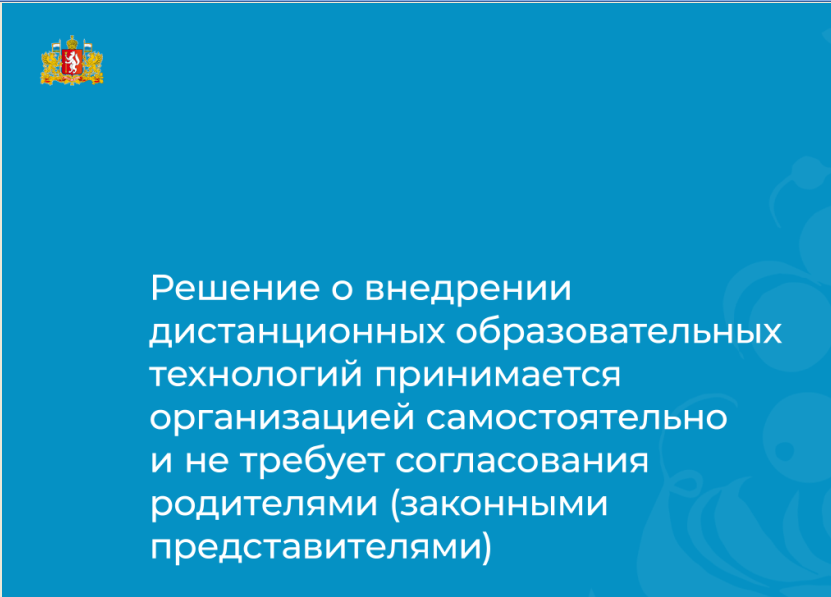 Решение о внедрении
дистанционных образовательных
технологий принимается
организацией самостоятельно
и не требует согласования
родителями (законными
представителями)